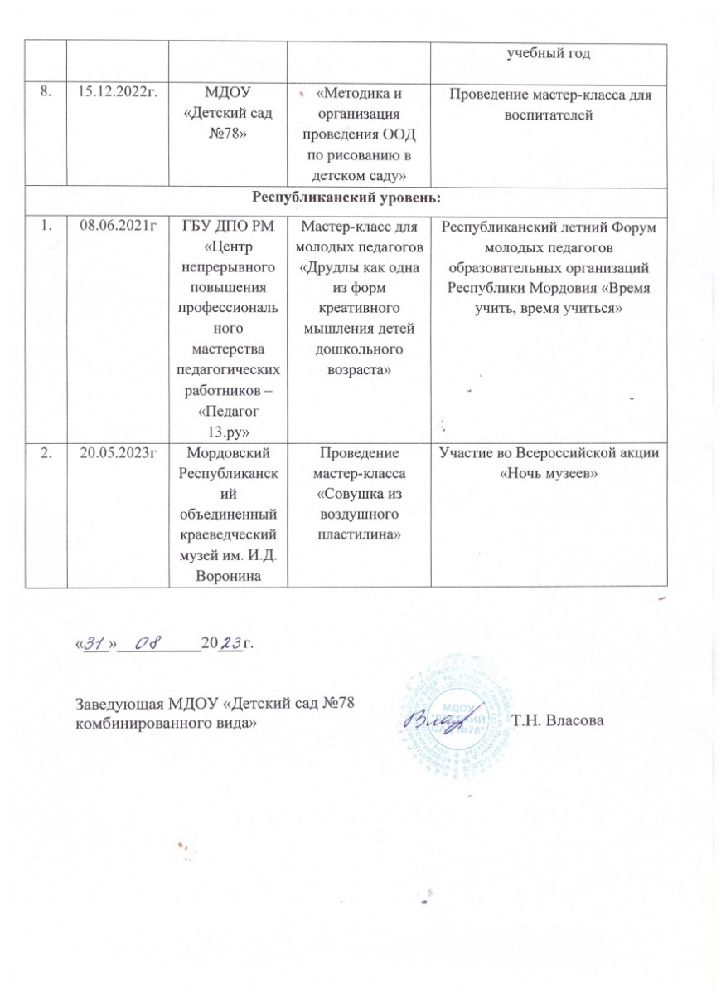 учебный год
8.
15.12.2022г.
МДОУ
«Детский сад
№78»
«Методика и
организация
проведения ООД
по рисованию в
детском саду»
Проведение мастер-класса для
воспитателей
Республиканский уровень:
1.
08.06.2021г
ГБУ ДПО РМ
«Центр
непрерывного
повышения
профессиональ
ного
мастерства
педагогических
работников –
«Педагог
13.ру»
Мастер-класс для
молодых педагогов
«Друдлы как одна
из форм
креативного
мышления детей
дошкольного
возраста»
Республиканский летний Форум
молодых педагогов
образовательных организаций
Республики Мордовия «Время
учить, время учиться»
2.
20.05.2023г
Мордовский
Республиканск
ий
объединенный
краеведческий
музей им. И.Д.
Воронина
Проведение
мастер-класса
«Совушка из
воздушного
пластилина»
Участие во Всероссийской акции
«Ночь музеев»
«31» 08 2023г.
Заведующая МДОУ «Детский сад №78
комбинированного вида»
МДОУ
"ДЕТСКИЙ
САД №78"
Т.Н. Власова